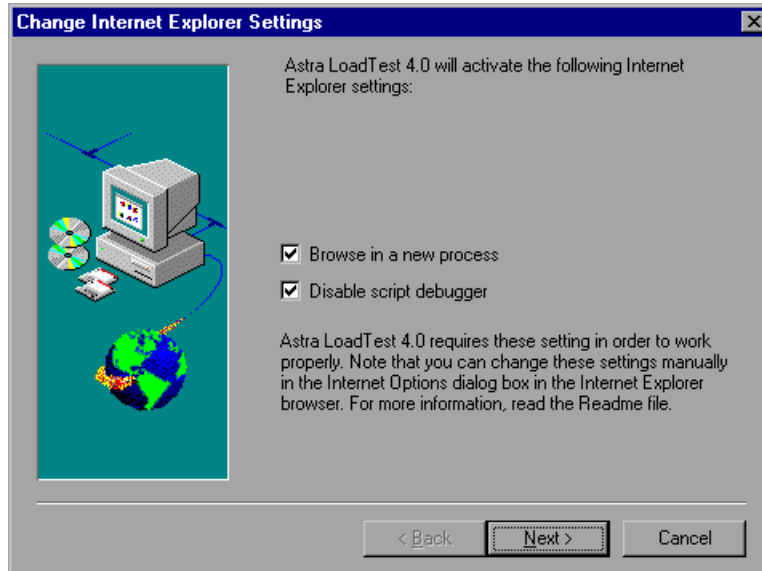 Change Internet Explorer Settings
Astra LoadTest 4.0 will activate the following Internet
Explorer settings:
Browse in a new process
Disable script debugger
Astra LoadTest 4.0 requires these setting in order to work
properly. Note that you can change these settings manually
in the Internet Options dialog box in the Internet Explorer
browser. For more information, read the Readme file.
< Back
Next >
Cancel